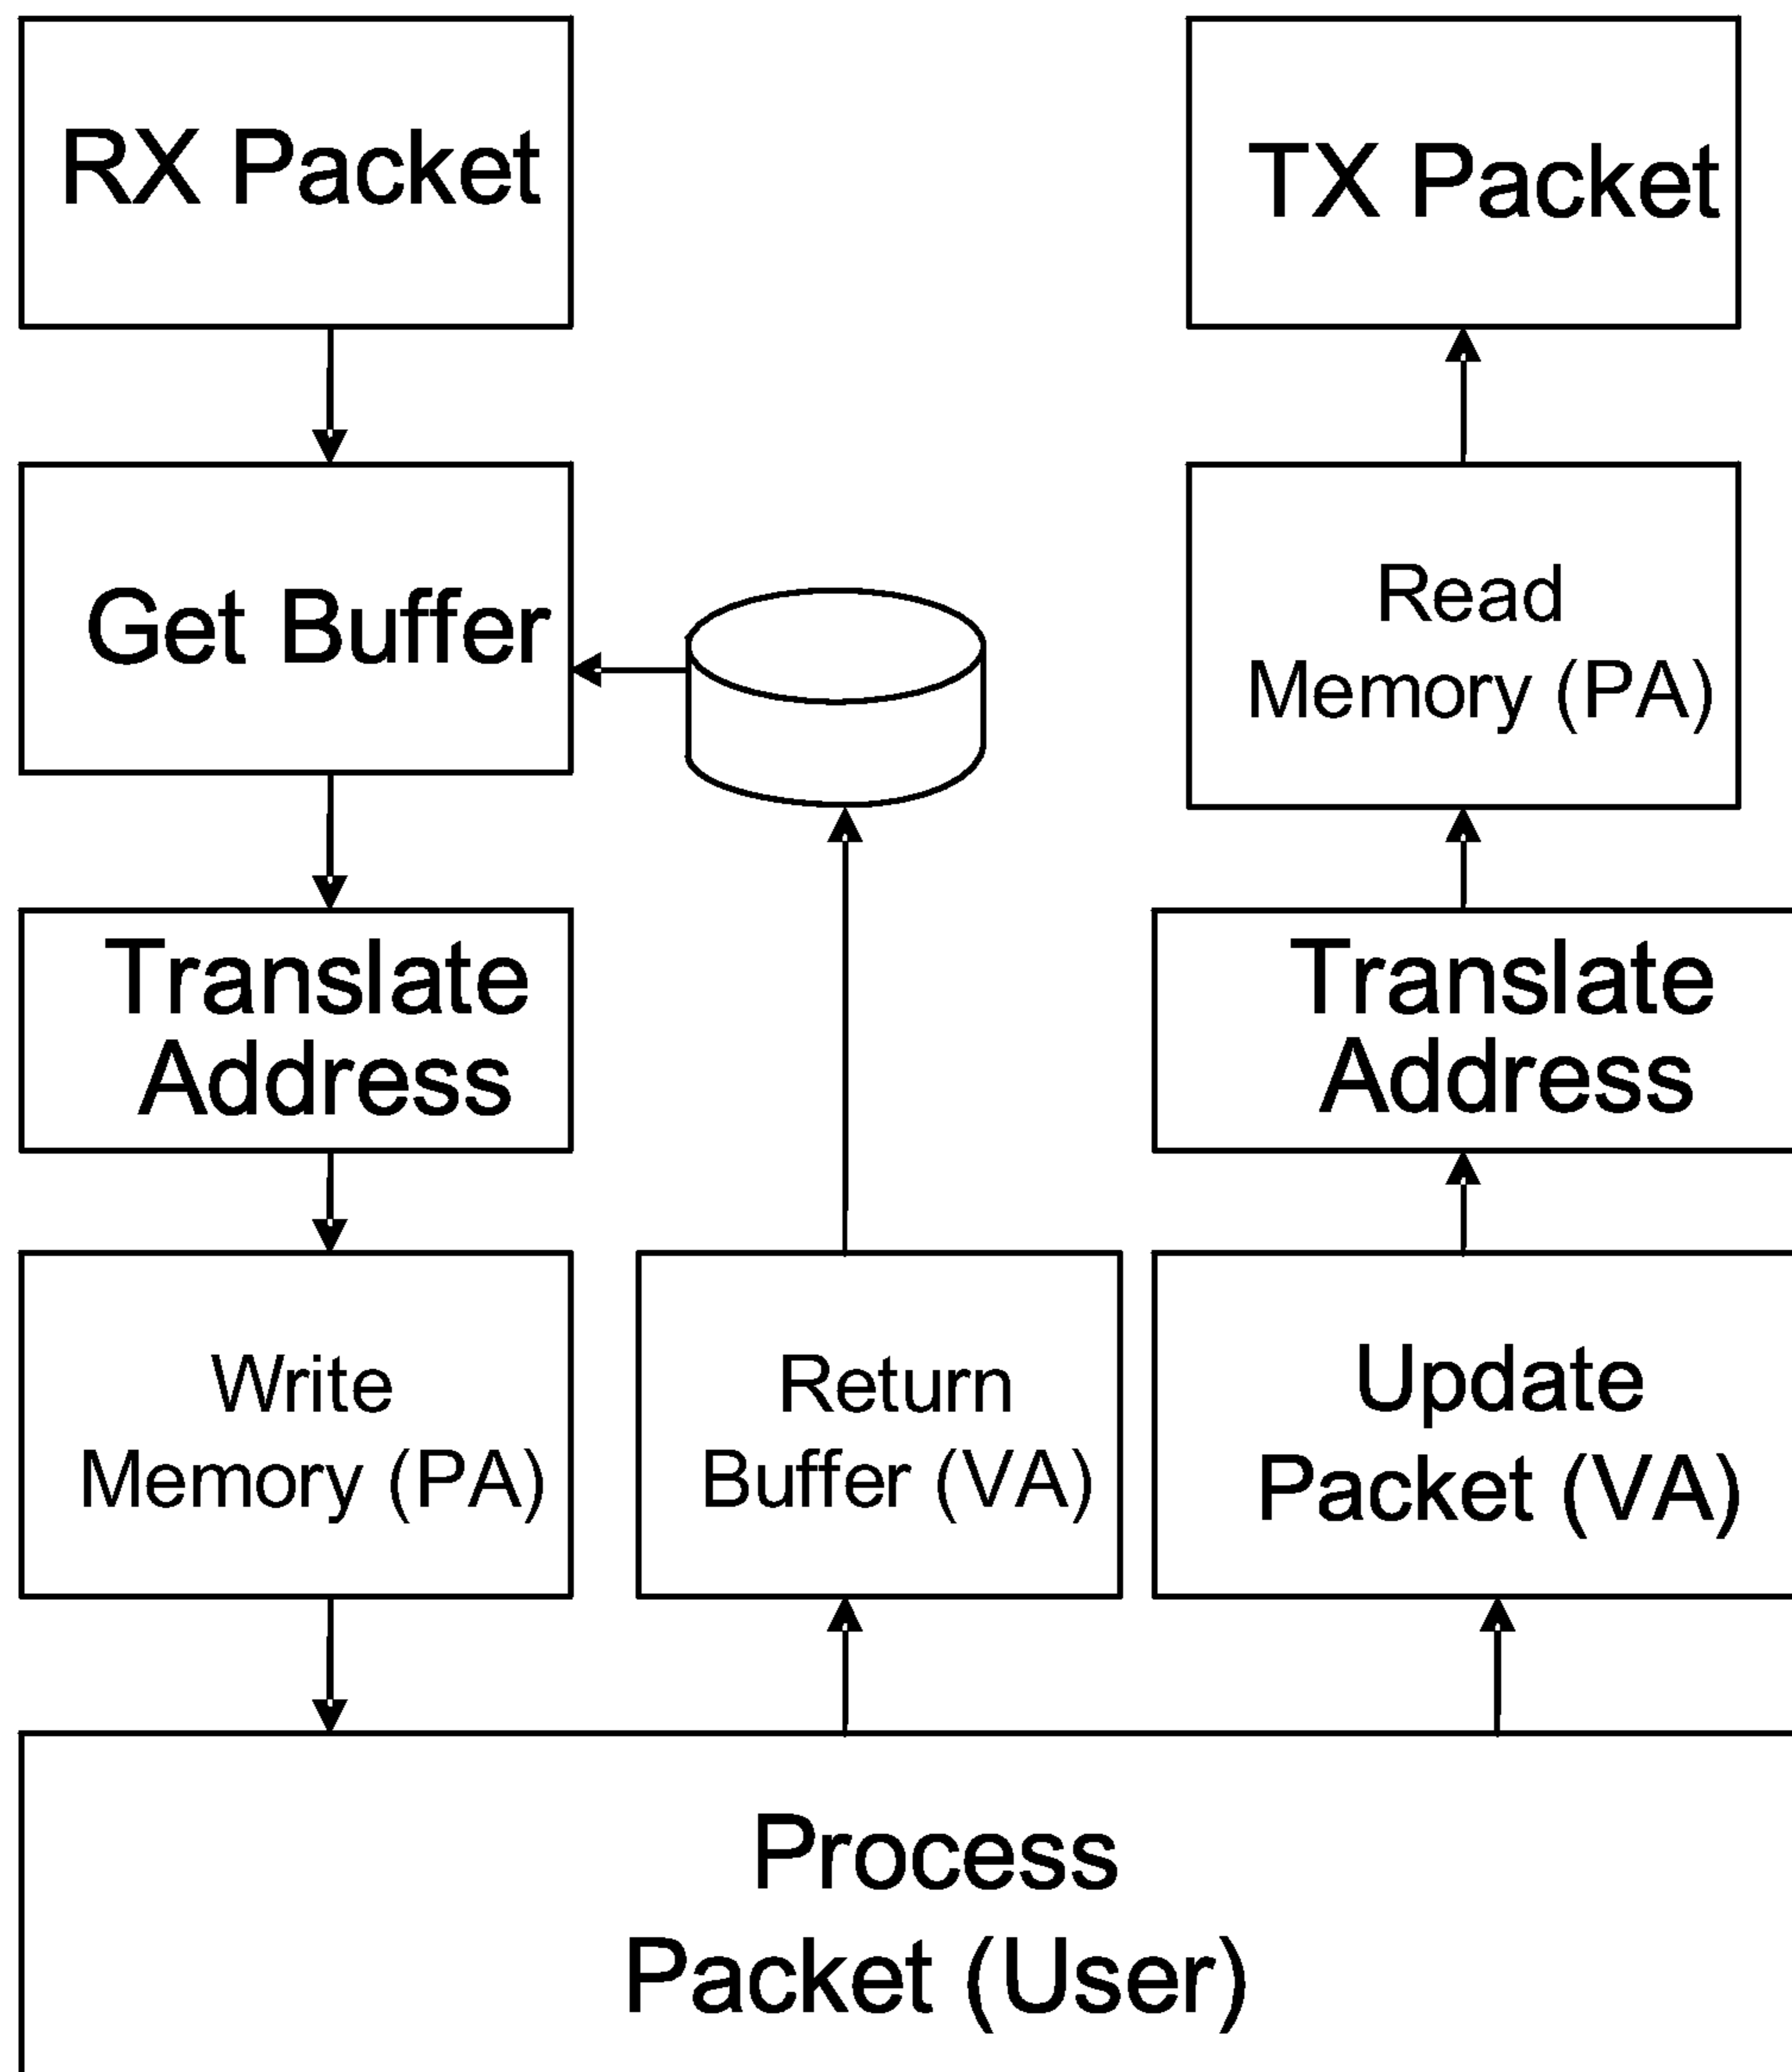 RX Packet
TX Packet
Get Buffer
Read
Memory (PA)
Translate
Address
Translate
Address
Write
Memory (PA)
Return
Buffer (VA)
Update
Packet (VA)
Process
Packet (User)